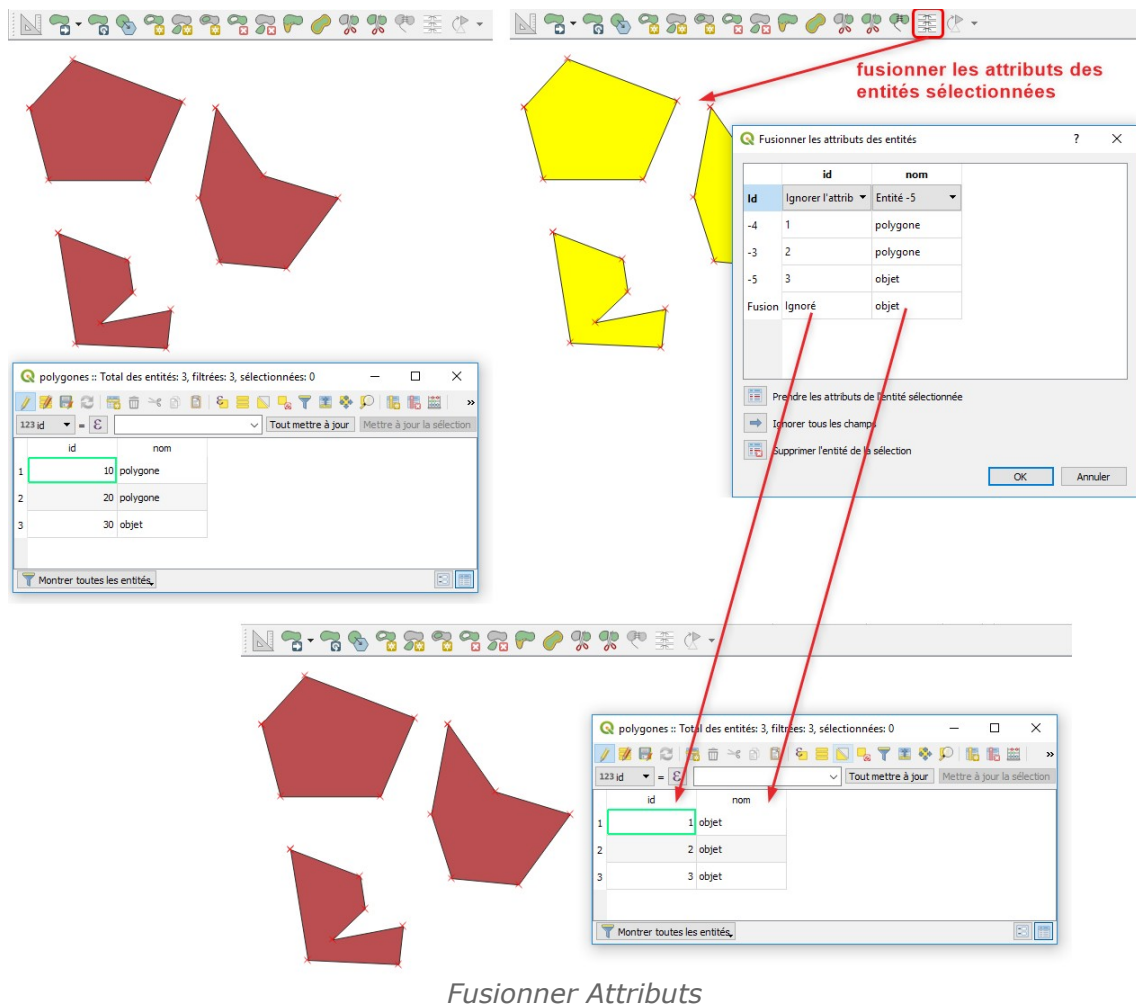 fusionner les attributs des
entités sélectionnées
Fusionner les attributs des entités ? X
id nom
Id Ignorer l'attrib Entité -5
-4 1 polygone
-3 2 polygone
-5 3 objet
Fusion Ignoré objet
Prendre les attributs de l'entité sélectionnée
Ignorer tous les champs
Supprimer l'entité de la sélection
OK Annuler
polygones :: Total des entités: 3, filtrées: 3, sélectionnées: 0
123 id = ε Tout mettre à jour Mettre à jour la sélection
id nom
1 10 polygone
2 20 polygone
3 30 objet
Montrer toutes les entités
polygones :: Total des entités: 3, filtrées: 3, sélectionnées: 0
123 id = ε Tout mettre à jour Mettre à jour la sélection
id nom
1 1 objet
2 2 objet
3 3 objet
Montrer toutes les entités
Fusionner Attributs